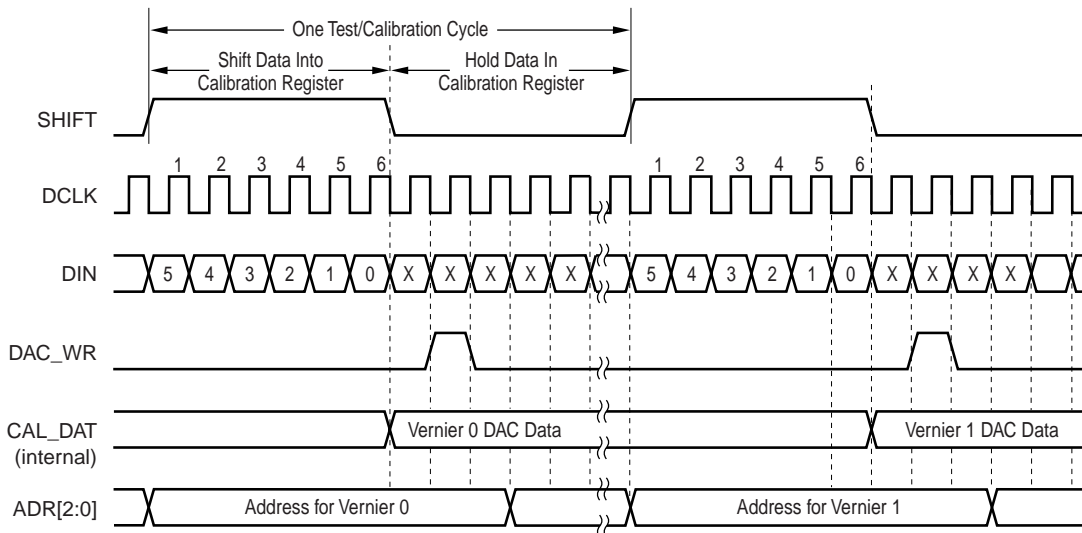 One Test/Calibration Cycle
Shift Data Into
Calibration Register
Hold Data In
Calibration Register
SHIFT
1 2 3 4 5 6 1 2 3 4 5 6
DCLK
DIN 5 4 3 2 1 0 X X X X X 5 4 3 2 1 0 X X X X
DAC_WR
CAL_DAT
(internal)
Vernier 0 DAC Data Vernier 1 DAC Data
ADR[2:0] Address for Vernier 0 Address for Vernier 1